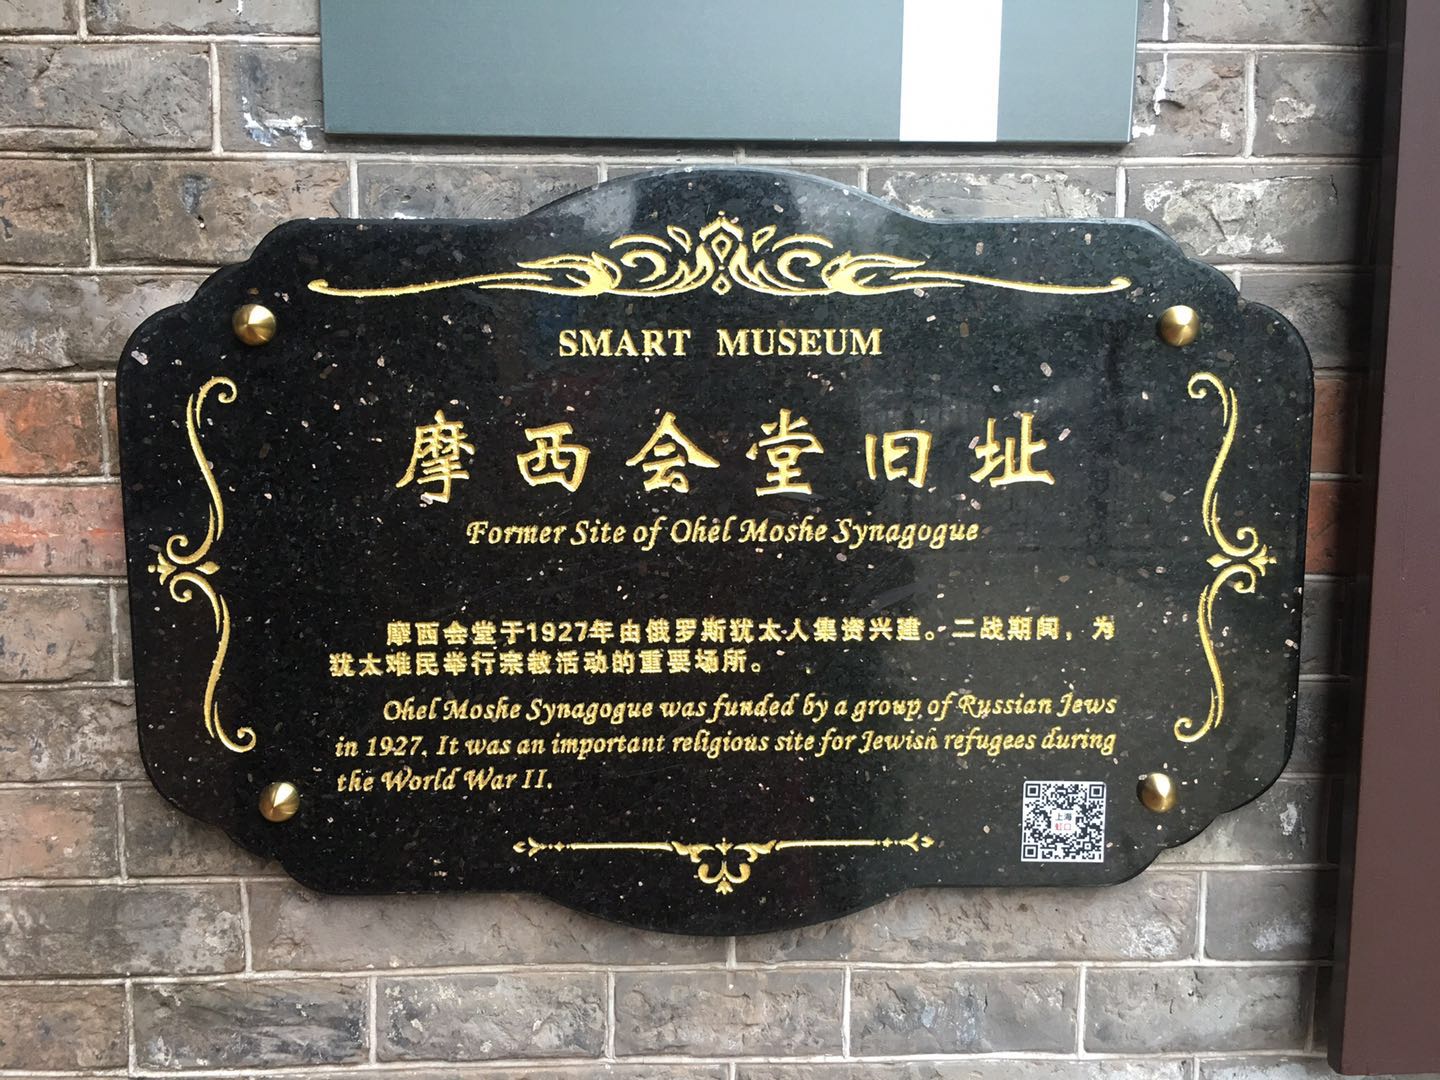 SMART MUSEUM
摩西会堂旧址
Former Site of Ohel Moshe Synagogue
摩西会堂于1927年由俄罗斯犹太人集资兴建。二战期间，为
犹太难民举行宗教活动的重要场所。
Ohel Moshe Synagogue was funded by a group of Russian Jews
in 1927. It was an important religious site for Jewish refugees during
the World War II.
上海
虹口